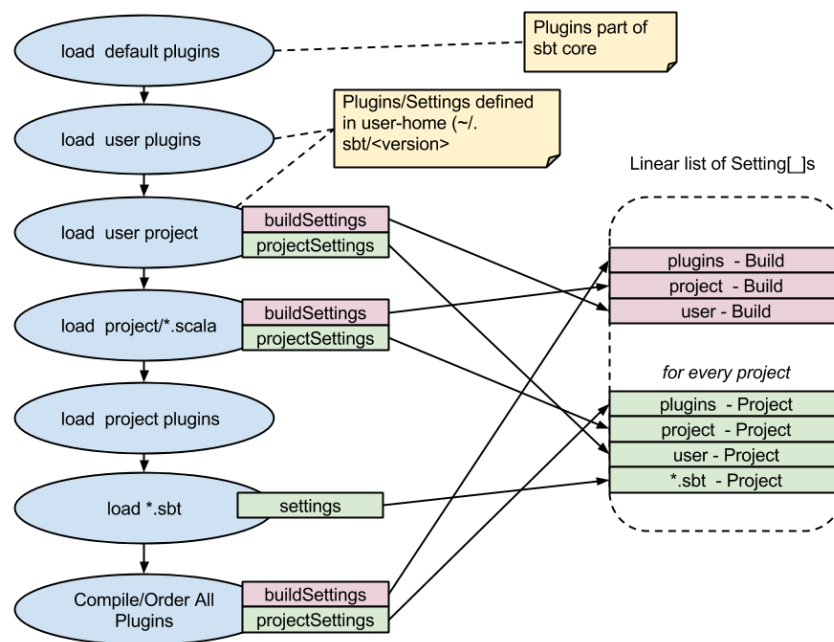 load default plugins
Plugins part of
sbt core
load user plugins
Plugins/Settings defined
in user-home (~/.
sbt/<version>
Linear list of Setting[_]s
load user project
buildSettings
projectSettings
plugins - Build
project - Build
user - Build
load project/*.scala
buildSettings
projectSettings
for every project
plugins - Project
project - Project
user - Project
*.sbt - Project
load project plugins
load *.sbt
settings
Compile/Order All
Plugins
buildSettings
projectSettings